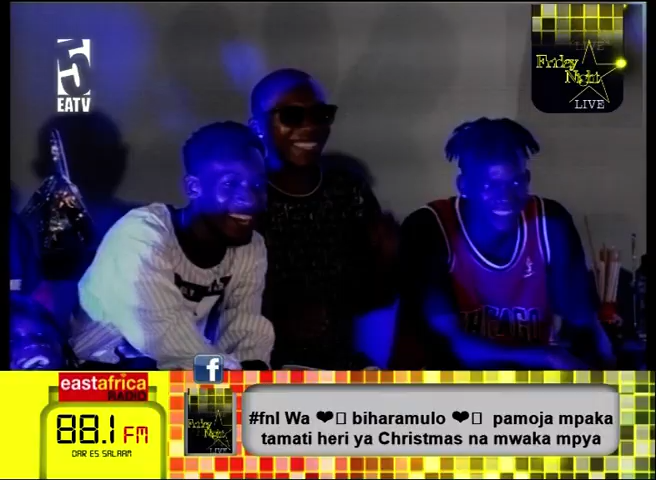 5
EATV
LIVE
Friday
Night
LIVE
eastafrica
RADIO
88.1 FM
DAR ES SALAAM
f
Friday
Night
#fnl Wa ❤️ biharamulo ❤️ pamoja mpaka
tamati heri ya Christmas na mwaka mpya